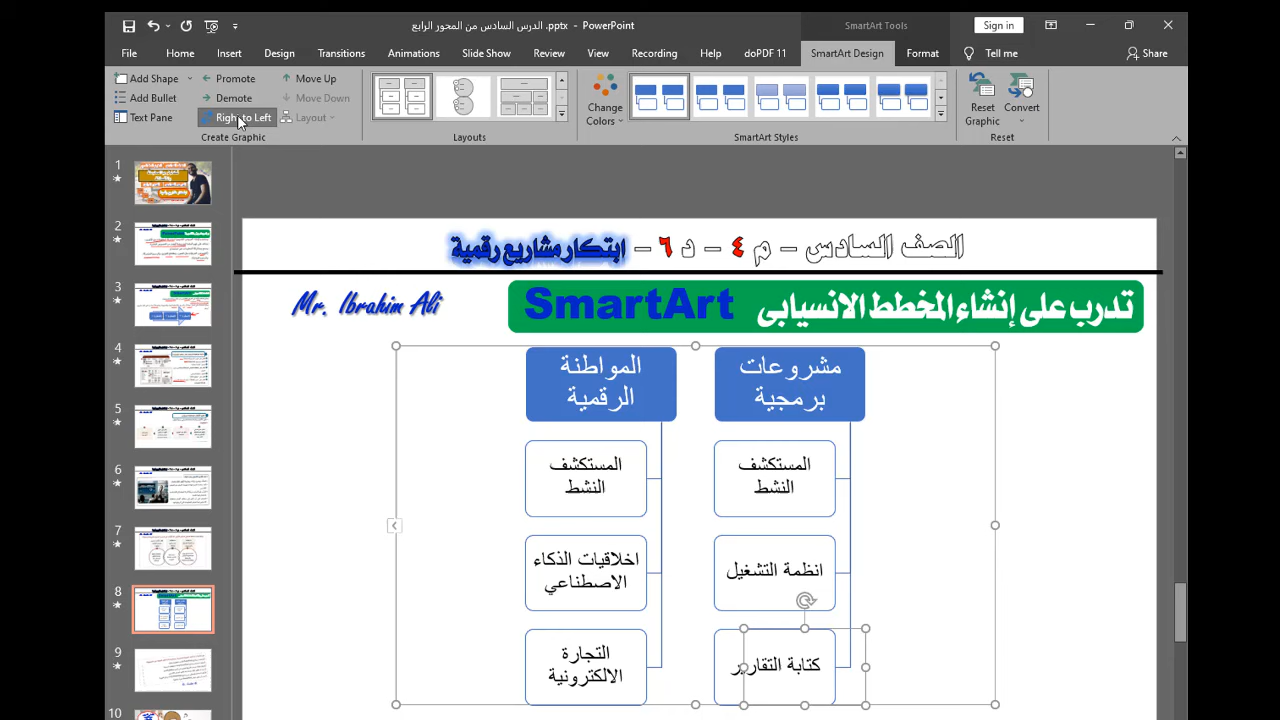 الدرس السادس من المحور الرابع .pptx - PowerPoint
SmartArt Tools
Sign in
File Home Insert Design Transitions Animations Slide Show Review View Recording Help doPDF 11 SmartArt Design Format Tell me Share
Add Shape Promote Move Up
Add Bullet Demote Move Down
Text Pane Right to Left Layout
Create Graphic
Layouts
Change Colors
SmartArt Styles
Reset Graphic
Convert
Reset
1
2
3
4
5
6
7
8
9
10
الصف السادس – م ٤ – د ٦ – ابتكار مشاريع رقمية
تدرب على إنشاء المخطط الانسيابى SmartArt
Mr. Ibrahim Ali
مشروعات
برمجية
المستكشف
النشط
انظمة التشغيل
كتابة التقارير
المواطنة
الرقمية
المستكشف
النشط
اخلاقيات الذكاء
الاصطناعي
التجارة
الالكترونية